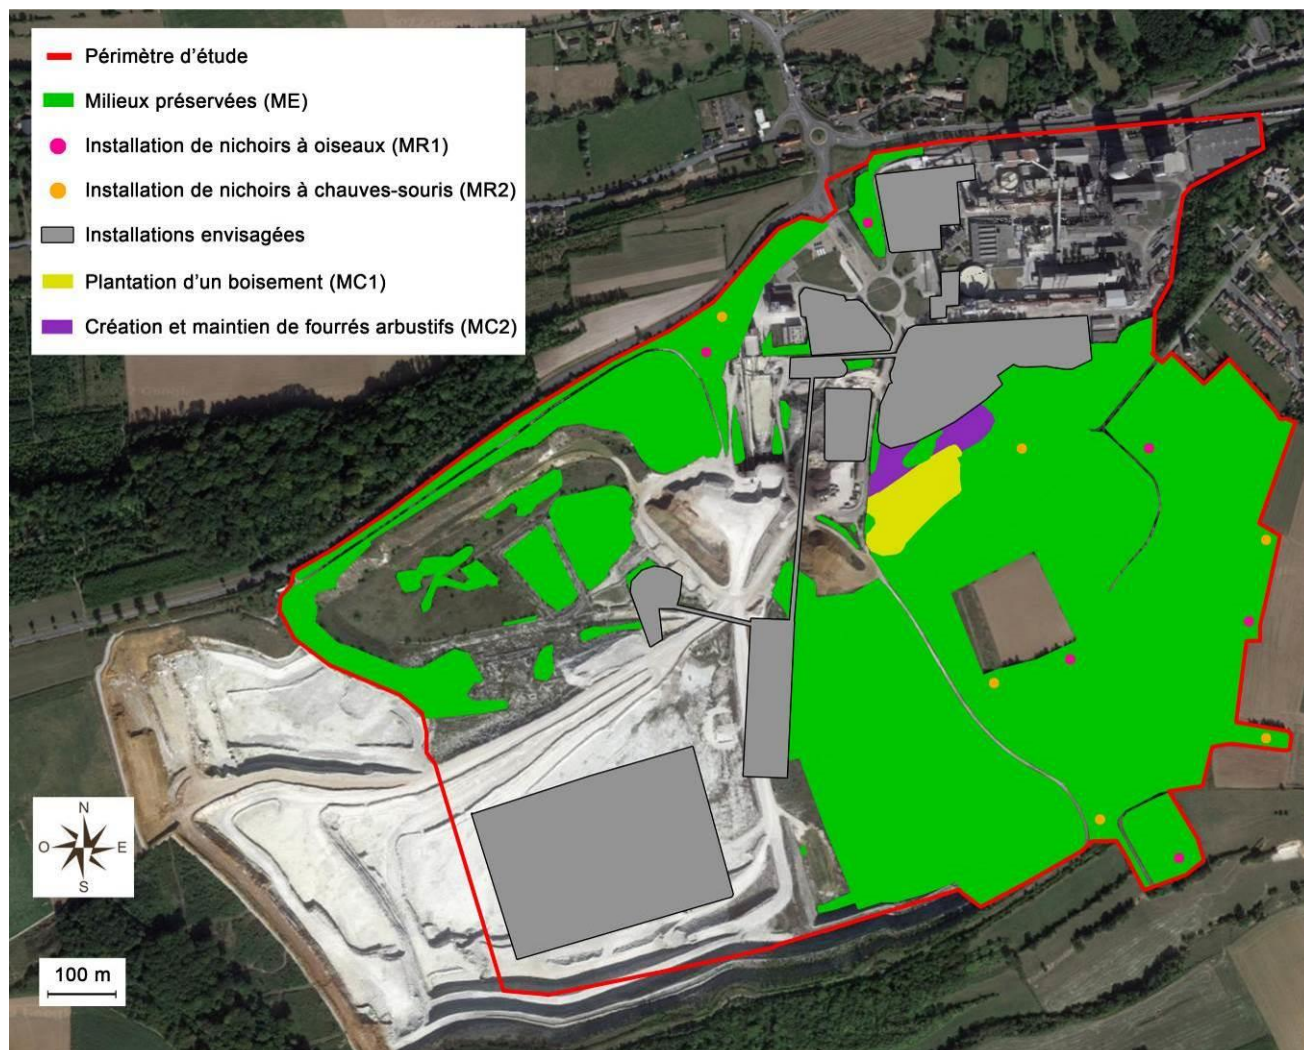 Périmètre d'étude
Milieux préservées (ME)
Installation de nichoirs à oiseaux (MR1)
Installation de nichoirs à chauves-souris (MR2)
Installations envisagées
Plantation d'un boisement (MC1)
Création et maintien de fourrés arbustifs (MC2)
N
O E
S
100 m